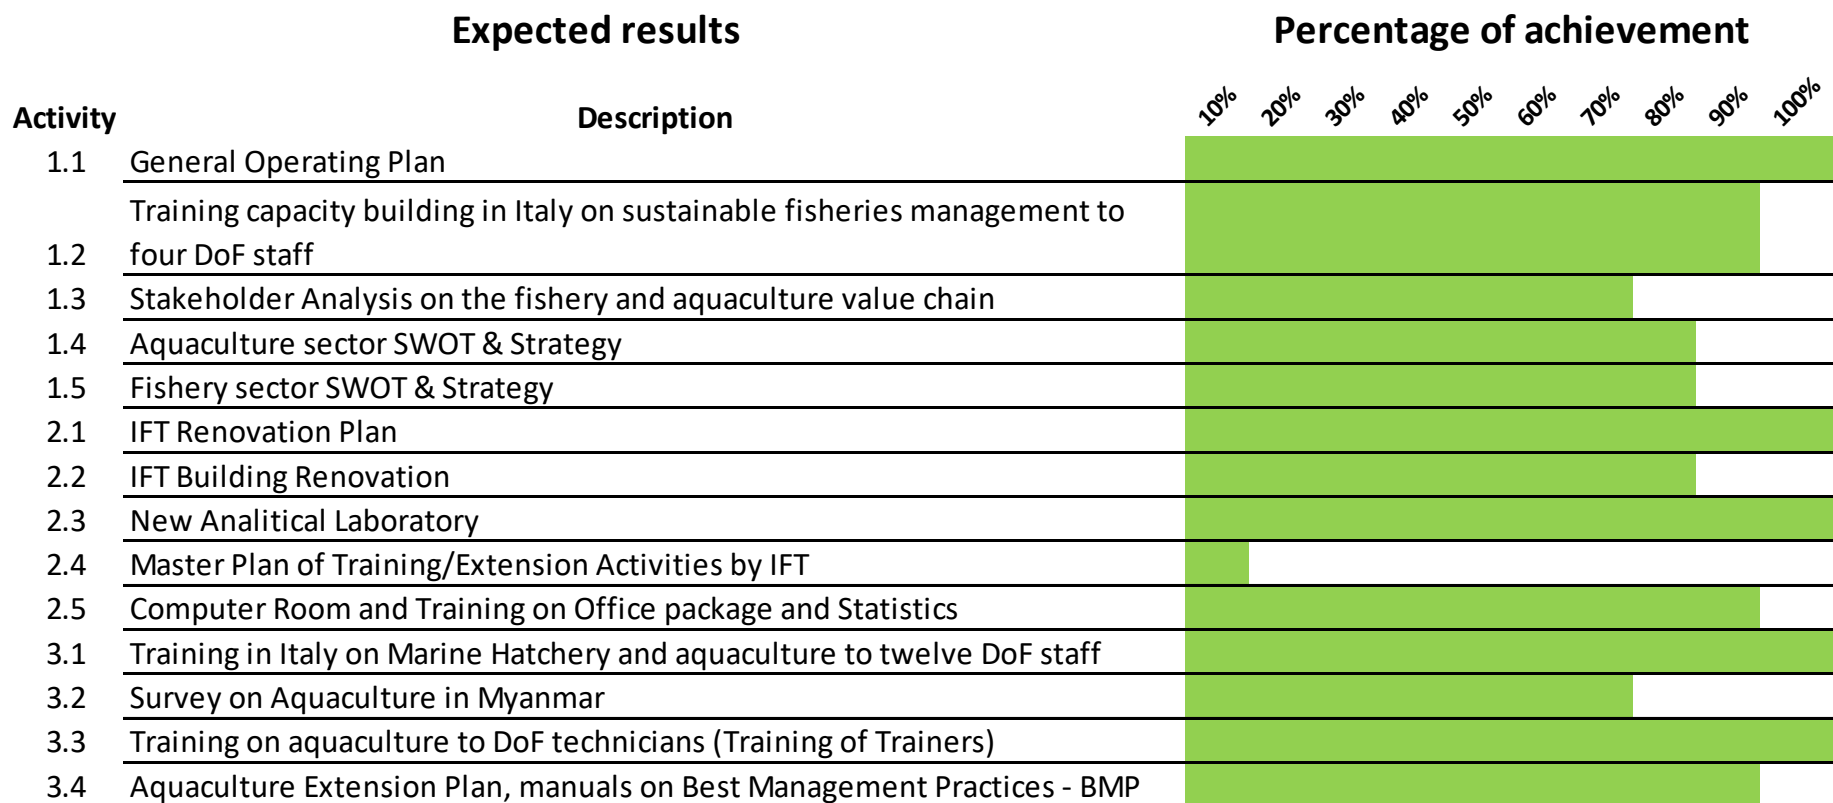 Expected results Percentage of achievement
Activity Description 10% 20% 30% 40% 50% 60% 70% 80% 90% 100%
1.1 General Operating Plan
Training capacity building in Italy on sustainable fisheries management to
1.2 four DoF staff
1.3 Stakeholder Analysis on the fishery and aquaculture value chain
1.4 Aquaculture sector SWOT & Strategy
1.5 Fishery sector SWOT & Strategy
2.1 IFT Renovation Plan
2.2 IFT Building Renovation
2.3 New Analitical Laboratory
2.4 Master Plan of Training/Extension Activities by IFT
2.5 Computer Room and Training on Office package and Statistics
3.1 Training in Italy on Marine Hatchery and aquaculture to twelve DoF staff
3.2 Survey on Aquaculture in Myanmar
3.3 Training on aquaculture to DoF technicians (Training of Trainers)
3.4 Aquaculture Extension Plan, manuals on Best Management Practices - BMP